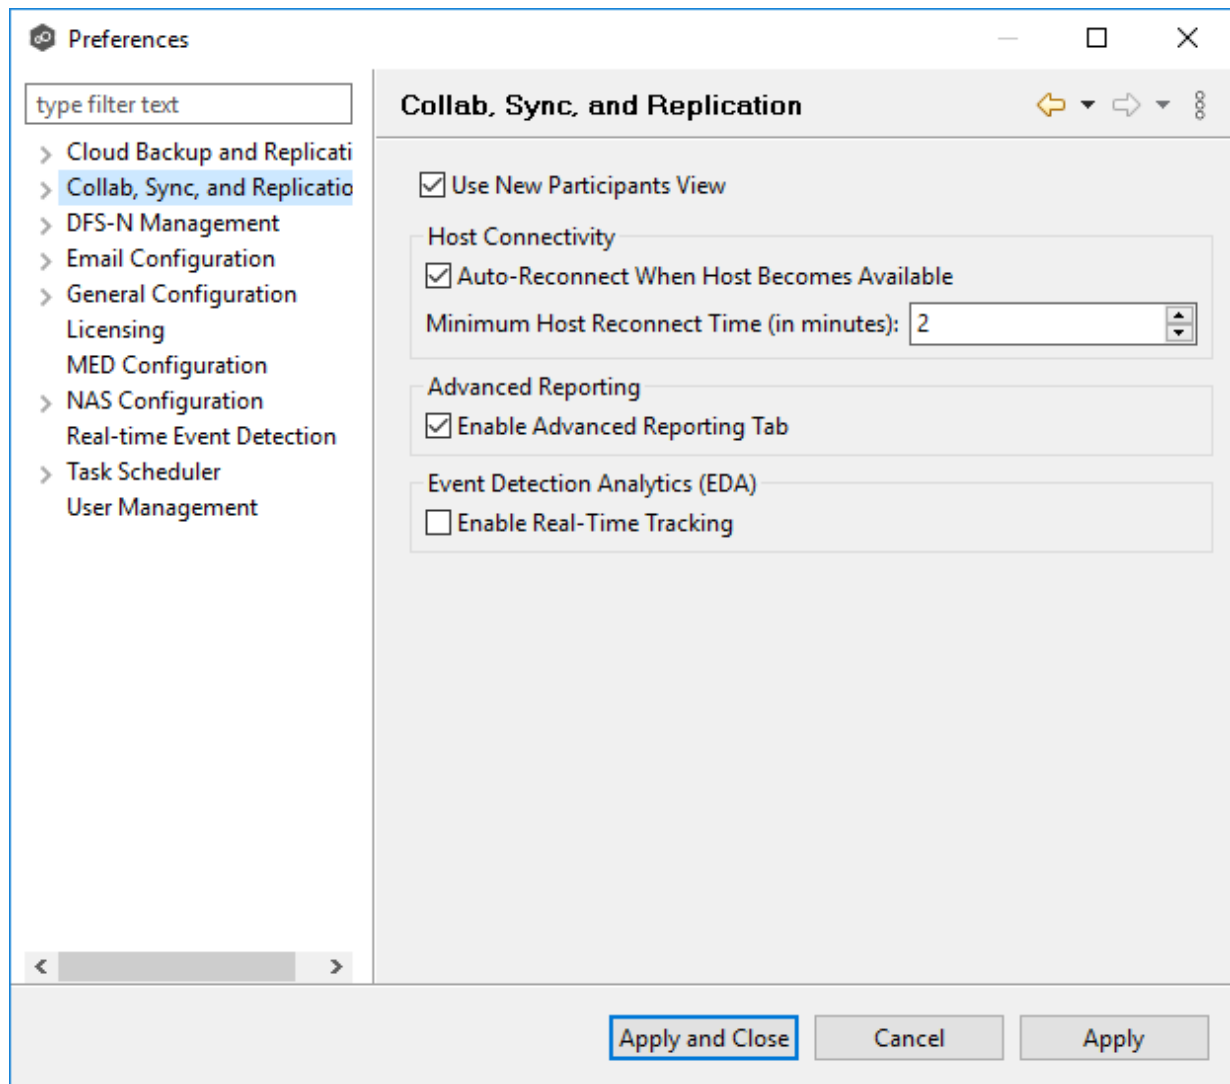 Preferences
type filter text
Cloud Backup and Replicati
Collab, Sync, and Replicatio
DFS-N Management
Email Configuration
General Configuration
Licensing
MED Configuration
NAS Configuration
Real-time Event Detection
Task Scheduler
User Management
Collab, Sync, and Replication
Use New Participants View
Host Connectivity
Auto-Reconnect When Host Becomes Available
Minimum Host Reconnect Time (in minutes): 2
Advanced Reporting
Enable Advanced Reporting Tab
Event Detection Analytics (EDA)
Enable Real-Time Tracking
Apply and Close Cancel Apply